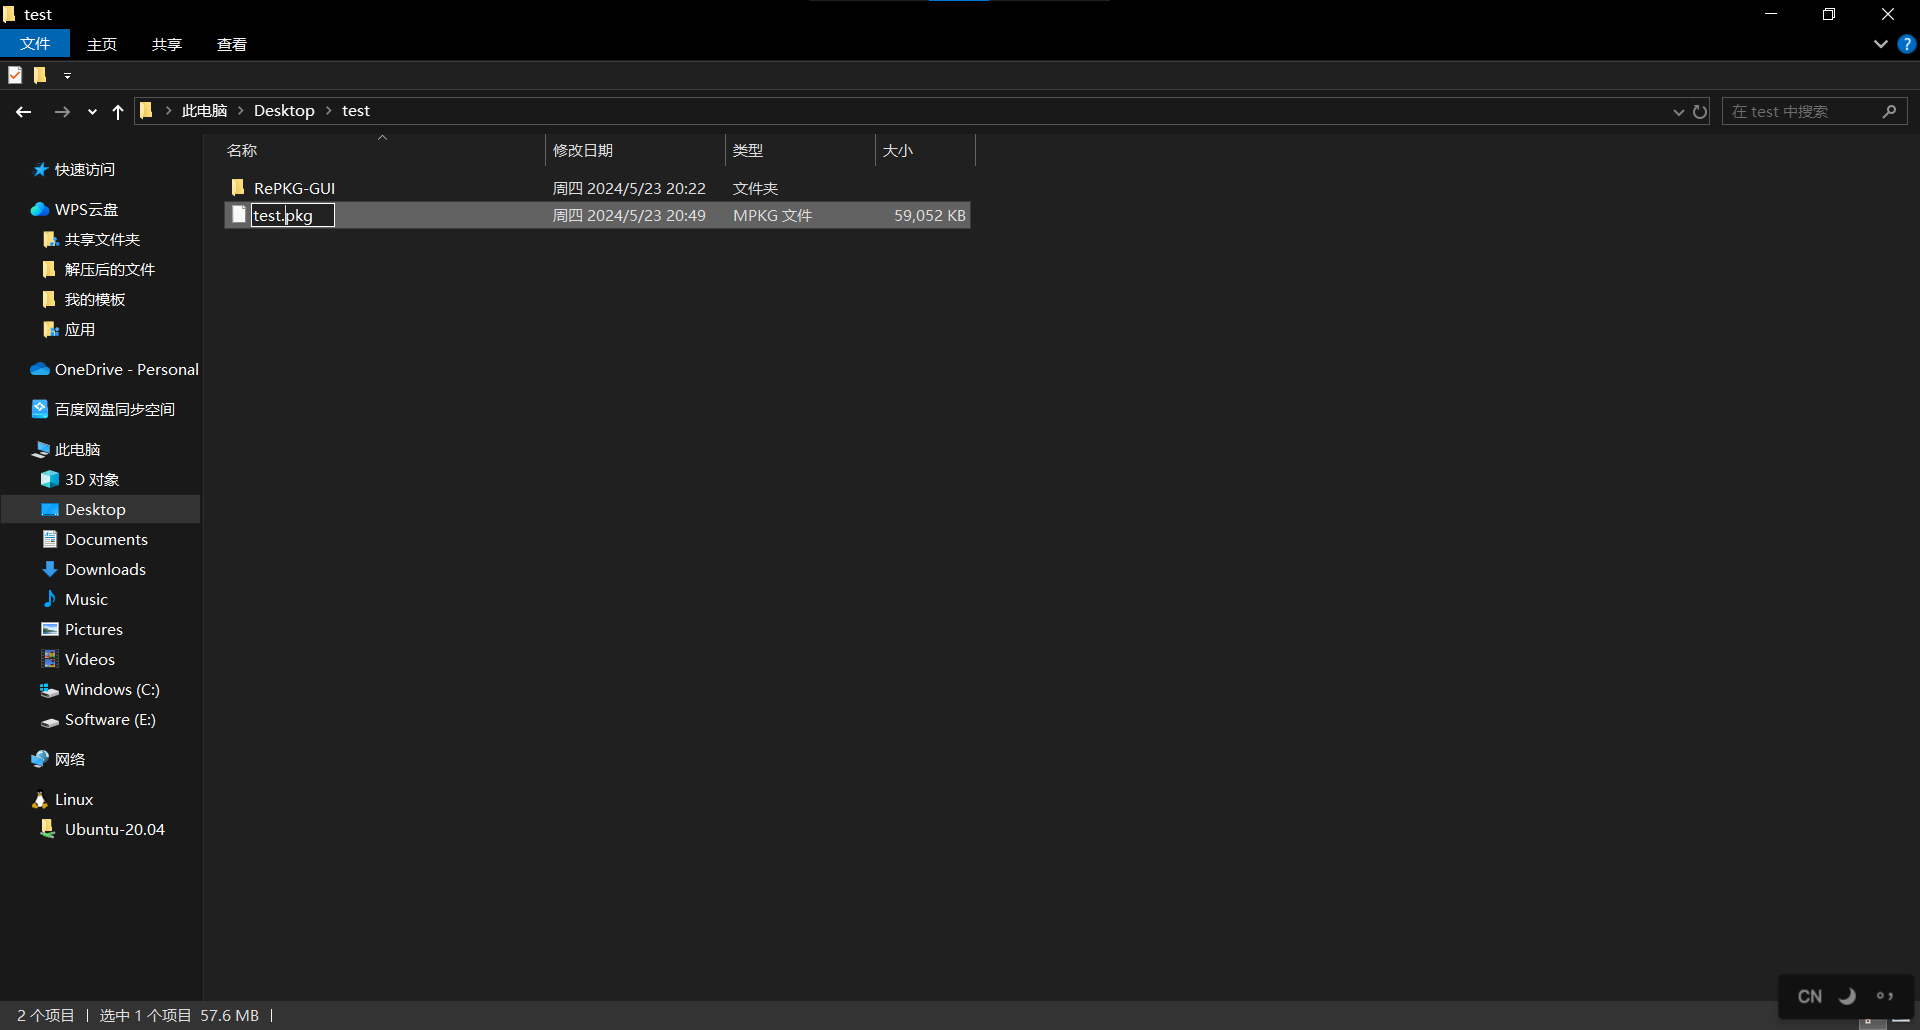 test
文件 主页 共享 查看
此电脑 Desktop test
在 test 中搜索
名称 修改日期 类型 大小
RePKG-GUI 周四 2024/5/23 20:22 文件夹
test.pkg 周四 2024/5/23 20:49 MPKG 文件 59,052 KB
快速访问
WPS云盘
共享文件夹
解压后的文件
我的模板
应用
OneDrive - Personal
百度网盘同步空间
此电脑
3D 对象
Desktop
Documents
Downloads
Music
Pictures
Videos
Windows (C:)
Software (E:)
网络
Linux
Ubuntu-20.04
CN
2 个项目 选中 1 个项目 57.6 MB